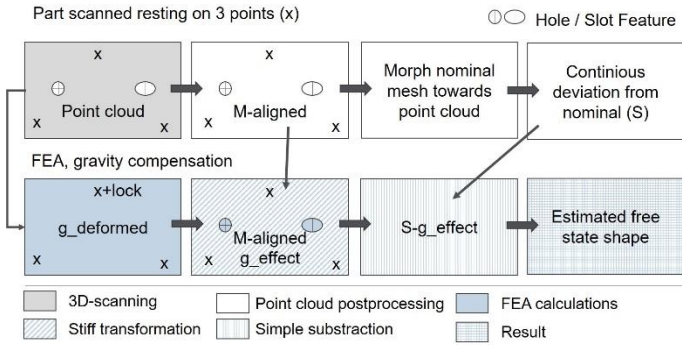 Part scanned resting on 3 points (x)
Hole / Slot Feature
x
Point cloud
x
x
x
M-aligned
x
x
Morph nominal
mesh towards
point cloud
Continious
deviation from
nominal (S)
FEA, gravity compensation
x+lock
g_deformed
x
x
x
M-aligned
g_effect
x
x
S-g_effect
Estimated free
state shape
3D-scanning
Point cloud postprocessing
FEA calculations
Stiff transformation
Simple substraction
Result